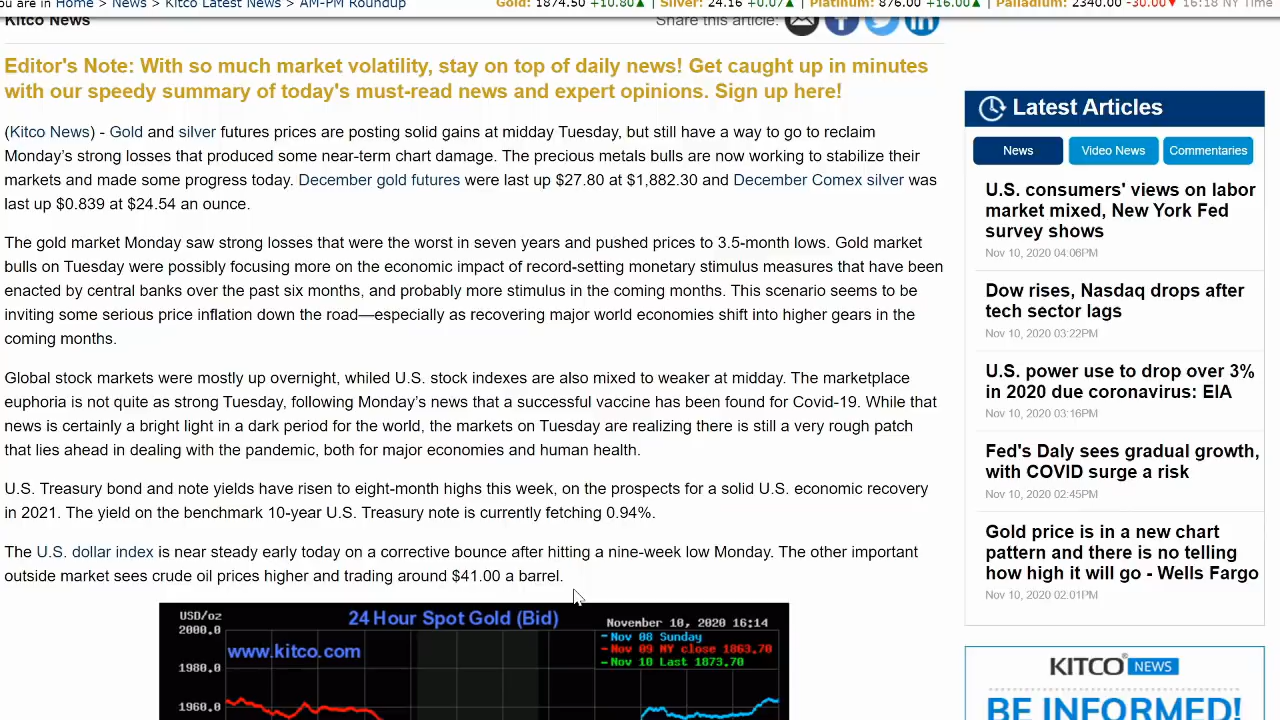 ou are in Home > News > Kitco Latest News > AM-PM Roundup
Gold: 1874.50 +10.80▲ | Silver: 24.16 +0.07▲ | Platinum: 876.00 +16.00▲ | Palladium: 2340.00 -30.00▼ 16:18 NY Time
Kitco News
Share this article:
Editor's Note: With so much market volatility, stay on top of daily news! Get caught up in minutes
with our speedy summary of today's must-read news and expert opinions. Sign up here!
(Kitco News) - Gold and silver futures prices are posting solid gains at midday Tuesday, but still have a way to go to reclaim
Monday’s strong losses that produced some near-term chart damage. The precious metals bulls are now working to stabilize their
markets and made some progress today. December gold futures were last up $27.80 at $1,882.30 and December Comex silver was
last up $0.839 at $24.54 an ounce.
The gold market Monday saw strong losses that were the worst in seven years and pushed prices to 3.5-month lows. Gold market
bulls on Tuesday were possibly focusing more on the economic impact of record-setting monetary stimulus measures that have been
enacted by central banks over the past six months, and probably more stimulus in the coming months. This scenario seems to be
inviting some serious price inflation down the road—especially as recovering major world economies shift into higher gears in the
coming months.
Global stock markets were mostly up overnight, whiled U.S. stock indexes are also mixed to weaker at midday. The marketplace
euphoria is not quite as strong Tuesday, following Monday’s news that a successful vaccine has been found for Covid-19. While that
news is certainly a bright light in a dark period for the world, the markets on Tuesday are realizing there is still a very rough patch
that lies ahead in dealing with the pandemic, both for major economies and human health.
U.S. Treasury bond and note yields have risen to eight-month highs this week, on the prospects for a solid U.S. economic recovery
in 2021. The yield on the benchmark 10-year U.S. Treasury note is currently fetching 0.94%.
The U.S. dollar index is near steady early today on a corrective bounce after hitting a nine-week low Monday. The other important
outside market sees crude oil prices higher and trading around $41.00 a barrel.
USD/oz
24 Hour Spot Gold (Bid)
November 10, 2020 16:14
2000.0
www.kitco.com
Nov 08 Sunday
Nov 09 NY close 1863.70
Nov 10 Last 1873.70
1980.0
1960.0
Latest Articles
News
Video News
Commentaries
U.S. consumers' views on labor
market mixed, New York Fed
survey shows
Nov 10, 2020 04:06PM
Dow rises, Nasdaq drops after
tech sector lags
Nov 10, 2020 03:22PM
U.S. power use to drop over 3%
in 2020 due coronavirus: EIA
Nov 10, 2020 03:16PM
Fed's Daly sees gradual growth,
with COVID surge a risk
Nov 10, 2020 02:45PM
Gold price is in a new chart
pattern and there is no telling
how high it will go - Wells Fargo
Nov 10, 2020 02:01PM
KITCO® NEWS
BE INFORMED!